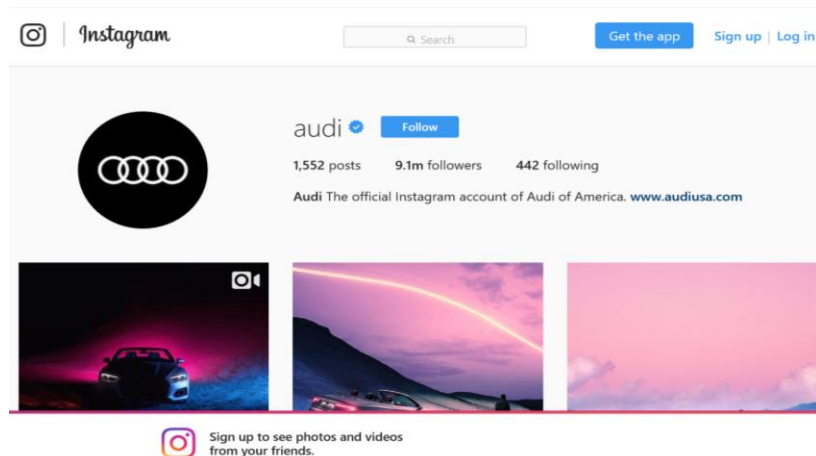 Instagram
Search
Get the app
Sign up | Log in
audi
Follow
1,552 posts 9.1m followers 442 following
Audi The official Instagram account of Audi of America. www.audiusa.com
Sign up to see photos and videos
from your friends.